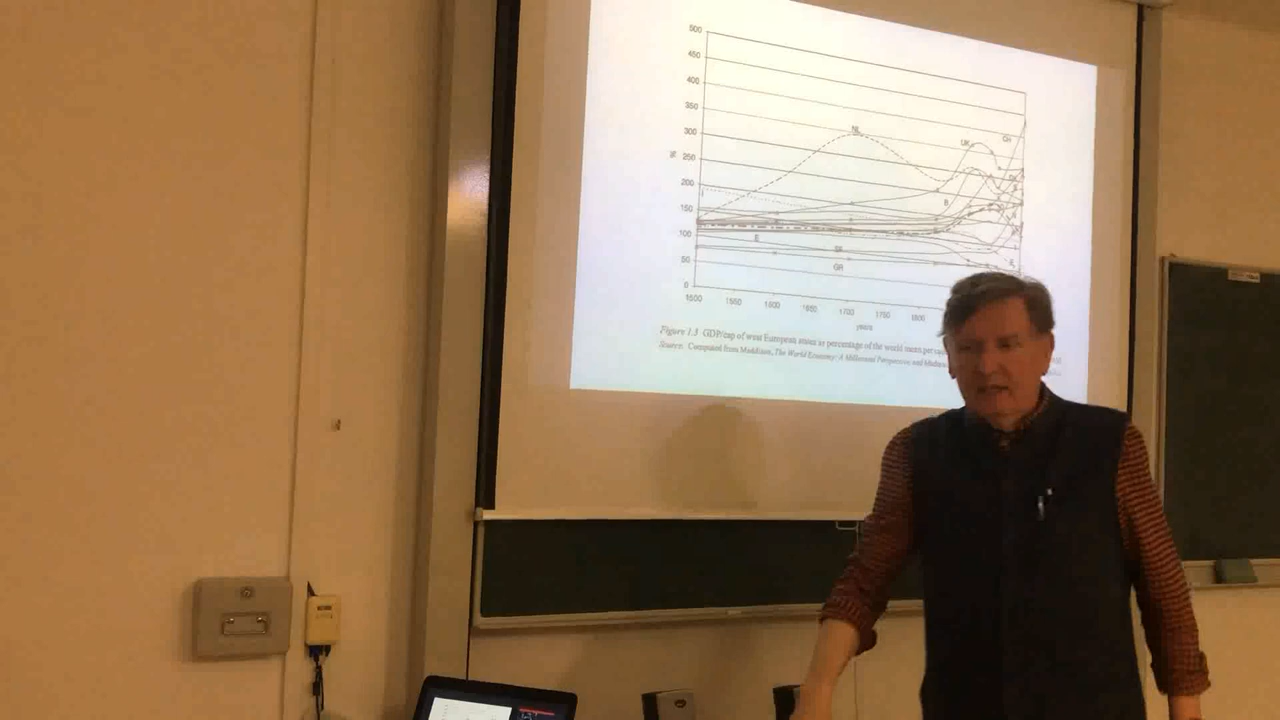 500
450
400
350
300
250
200
150
100
50
0
%
NL
UK
CH
I
B
E
GR
1500
1550
1600
1650
1700
1750
1800
years
Figure 1.3 GDP/cap of west European states as percentage of the world mean per
Source: Computed from Maddison, The World Economy: A Millennial Perspective and